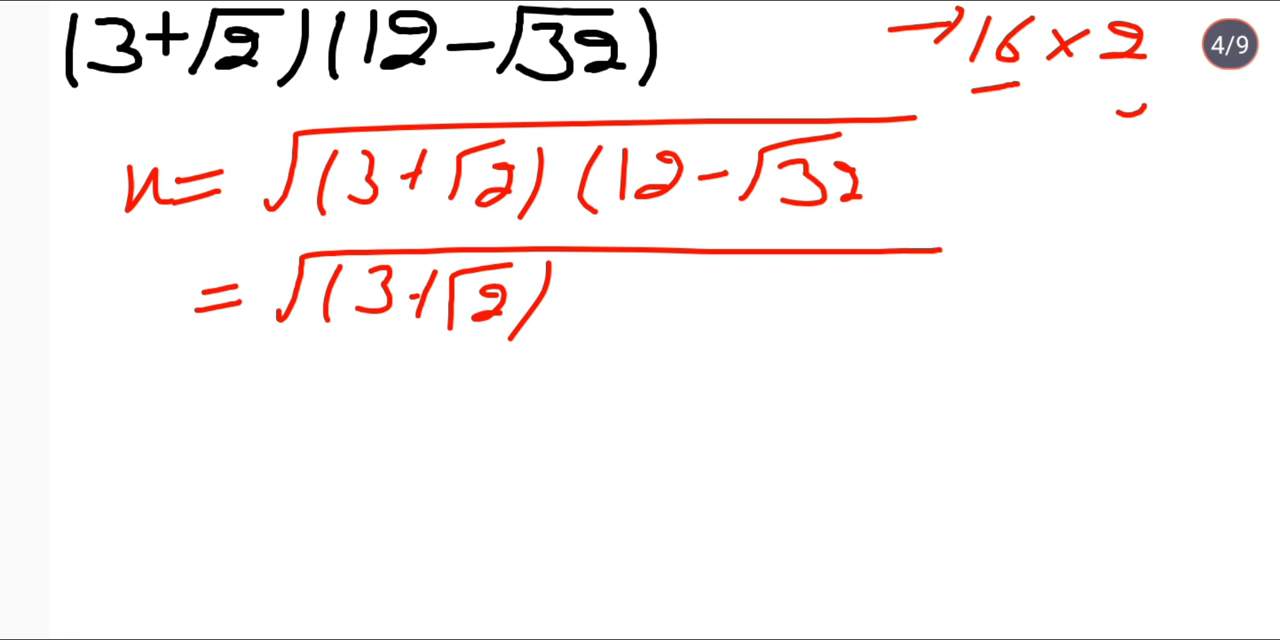 (3+√2)(12-√32)
→ 16 × 2
4/9
n = √(3+√2)(12-√32
= √(3+√2)